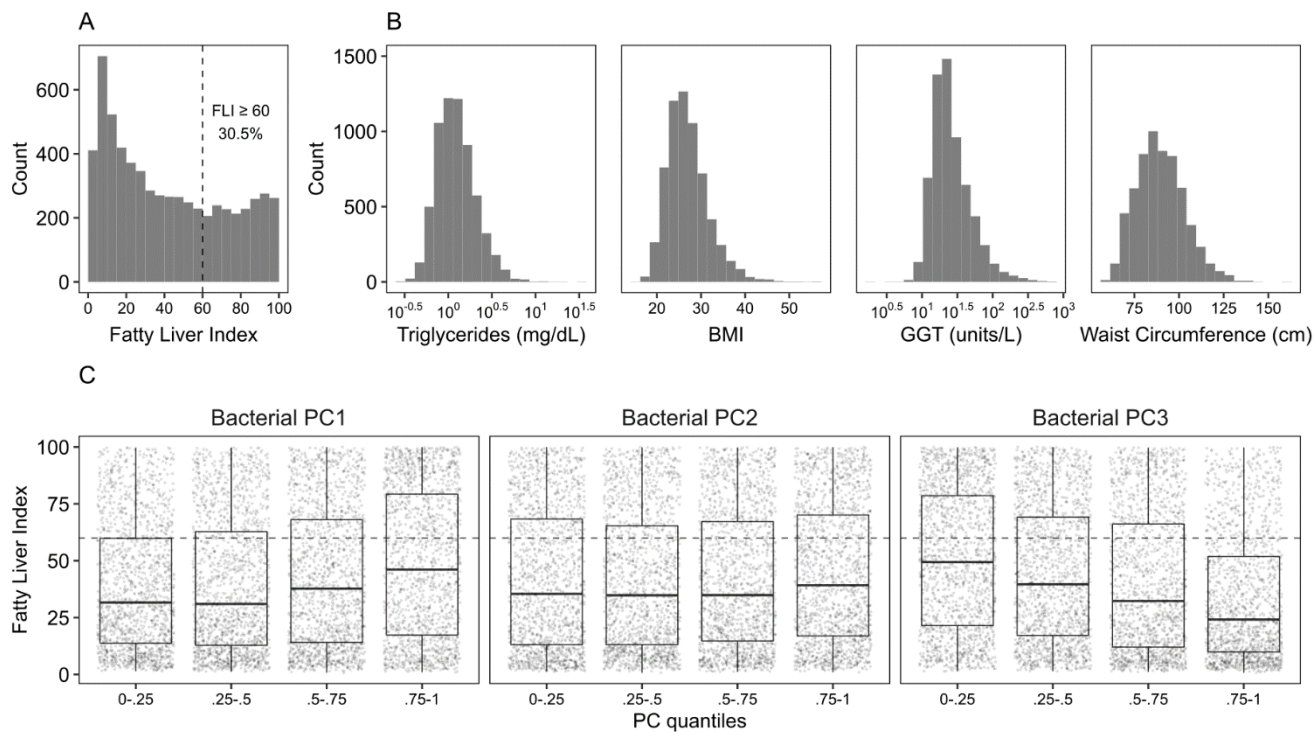 A
B
Count
600
400
200
0
FLI ≥ 60
30.5%
0 20 40 60 80 100
Fatty Liver Index
Count
1500
1000
500
0
10^-0.5 10^0 10^0.5 10^1 10^1.5
Triglycerides (mg/dL)
20 30 40 50
BMI
10^0.5 10^1 10^1.5 10^2 10^2.5 10^3
GGT (units/L)
75 100 125 150
Waist Circumference (cm)
C
Bacterial PC1
Bacterial PC2
Bacterial PC3
Fatty Liver Index
100
75
50
25
0
0-.25 .25-.5 .5-.75 .75-1
0-.25 .25-.5 .5-.75 .75-1
0-.25 .25-.5 .5-.75 .75-1
PC quantiles